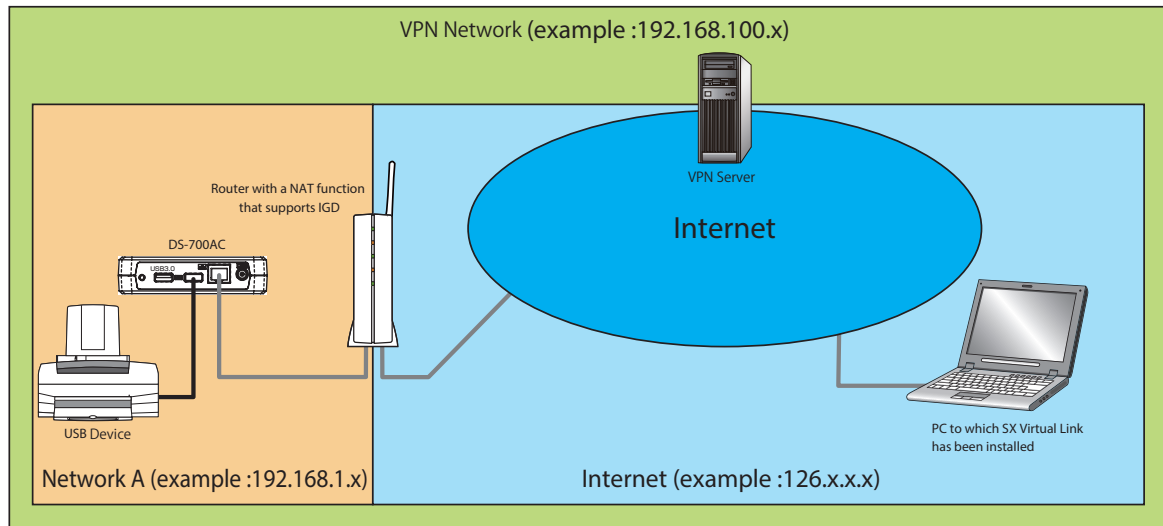 VPN Network (example :192.168.100.x)
VPN Server
Router with a NAT function
that supports IGD
Internet
DS-700AC
USB3.0
USB Device
PC to which SX Virtual Link
has been installed
Network A (example :192.168.1.x)
Internet (example :126.x.x.x)